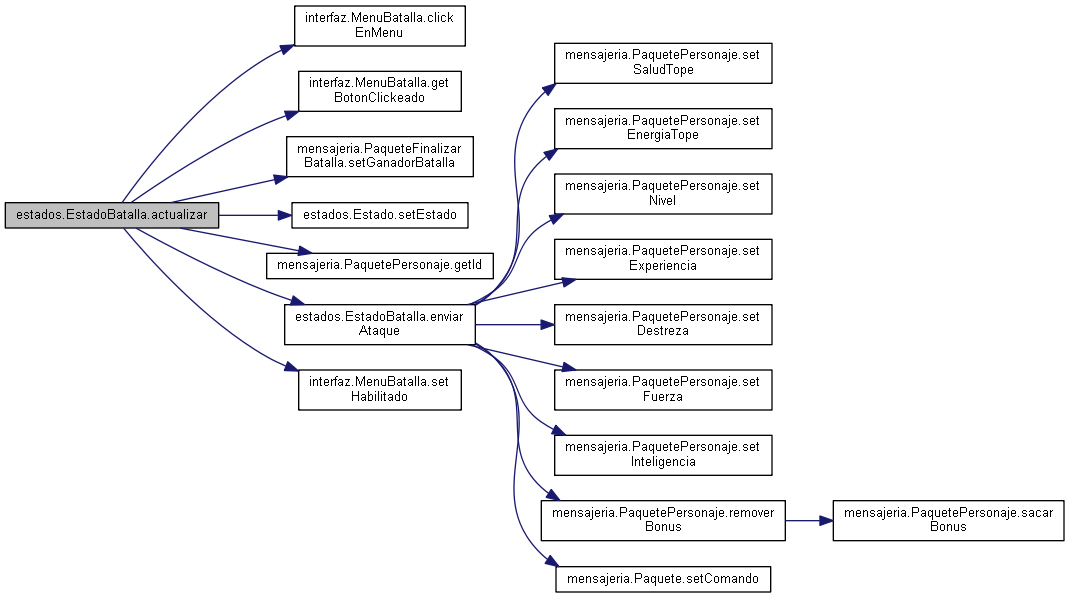 interfaz.MenuBatalla.click
EnMenu
interfaz.MenuBatalla.get
BotonClickeado
mensajeria.PaqueteFinalizar
Batalla.setGanadorBatalla
estados.EstadoBatalla.actualizar
estados.Estado.setEstado
mensajeria.PaquetePersonaje.getId
estados.EstadoBatalla.enviar
Ataque
interfaz.MenuBatalla.set
Habilitado
mensajeria.PaquetePersonaje.set
SaludTope
mensajeria.PaquetePersonaje.set
EnergiaTope
mensajeria.PaquetePersonaje.set
Nivel
mensajeria.PaquetePersonaje.set
Experiencia
mensajeria.PaquetePersonaje.set
Destreza
mensajeria.PaquetePersonaje.set
Fuerza
mensajeria.PaquetePersonaje.set
Inteligencia
mensajeria.PaquetePersonaje.remover
Bonus
mensajeria.PaquetePersonaje.sacar
Bonus
mensajeria.Paquete.setComando